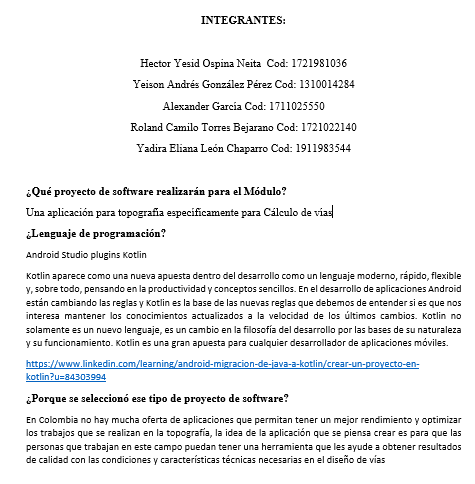 INTEGRANTES:
Hector Yesid Ospina Neita  Cod: 1721981036
Yeison Andrés González Pérez Cod: 1310014284
Alexander García Cod: 1711025550
Roland Camilo Torres Bejarano Cod: 1721022140
Yadira Eliana León Chaparro Cod: 1911983544
¿Qué proyecto de software realizarán para el Módulo?
Una aplicación para topografía específicamente para Cálculo de vías
¿Lenguaje de programación?
Android Studio plugins Kotlin
Kotlin aparece como una nueva apuesta dentro del desarrollo como un lenguaje moderno, rápido, flexible
y, sobre todo, pensando en la productividad y conceptos sencillos. En el desarrollo de aplicaciones Android
están cambiando las reglas y Kotlin es la base de las nuevas reglas que debemos de entender si es que nos
interesa mantener los conocimientos actualizados a la velocidad de los últimos cambios. Kotlin no
solamente es un nuevo lenguaje, es un cambio en la filosofía del desarrollo por las bases de su naturaleza
y su funcionamiento. Kotlin es una gran apuesta para cualquier desarrollador de aplicaciones móviles.
https://www.linkedin.com/learning/android-migracion-de-java-a-kotlin/crear-un-proyecto-en-
kotlin?u=84303994
¿Porque se seleccionó ese tipo de proyecto de software?
En Colombia no hay mucha oferta de aplicaciones que permitan tener un mejor rendimiento y optimizar
los trabajos que se realizan en la topografía, la idea de la aplicación que se piensa crear es para que las
personas que trabajan en este campo puedan tener una herramienta que les ayude a obtener resultados
de calidad con las condiciones y características técnicas necesarias en el diseño de vías